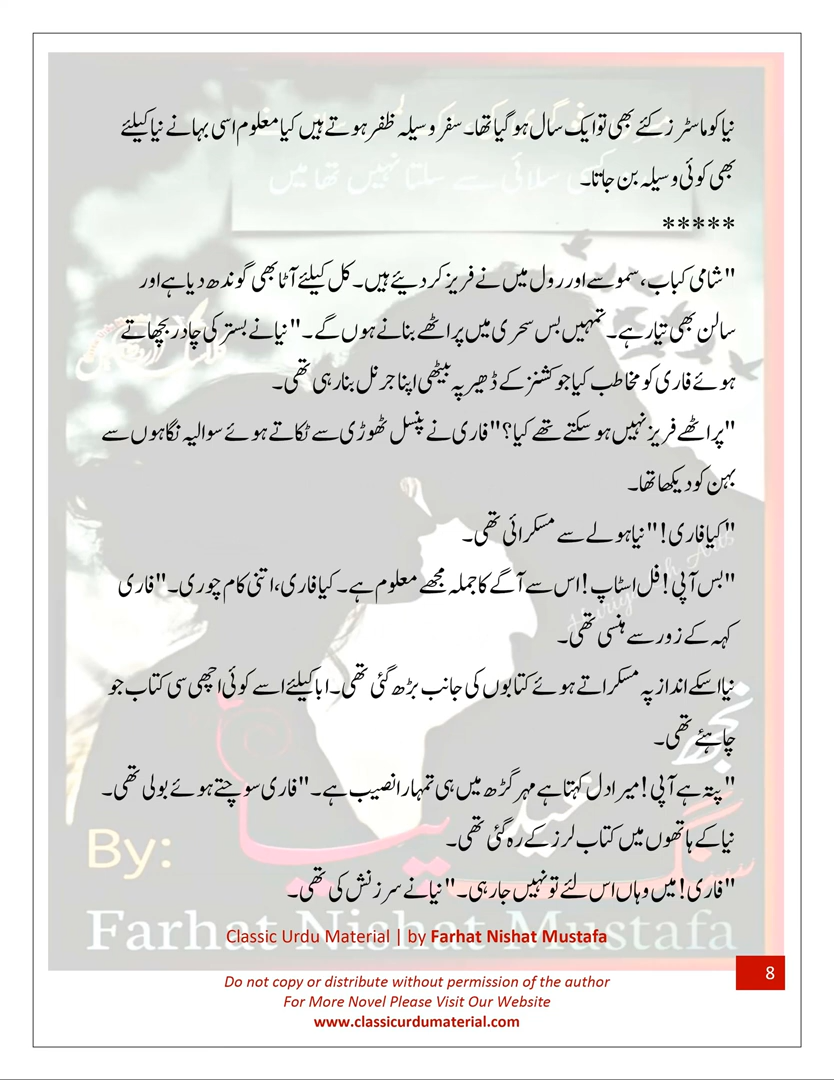 نیا کو ماسٹرز کئے بھی تو ایک سال ہو گیا تھا۔ سفر وسیلہ ظفر ہوتے ہیں کیا معلوم اسی بہانے نیا کیلئے
بھی کوئی وسیلہ بن جاتا۔
*****
"شامی کباب، سموسے اور رول میں نے فریز کر دیئے ہیں۔ کل کیلئے آٹا بھی گوندھ دیا ہے اور
سالن بھی تیار ہے۔ تمہیں بس سحری میں پراٹھے بنانے ہوں گے۔" نیا نے بستر کی چادر بچھاتے
ہوئے فاری کو مخاطب کیا جو کشنز کے ڈھیر پہ بیٹھی اپنا جرنل بنا رہی تھی۔
"پراٹھے فریز نہیں ہو سکتے تھے کیا؟" فاری نے پنسل ٹھوڑی سے ٹکاتے ہوئے سوالیہ نگاہوں سے
بہن کو دیکھا تھا۔
"کیا فاری!" نیا ہولے سے مسکرائی تھی۔
"بس آپی! فل اسٹاپ! اس سے آگے کا جملہ مجھے معلوم ہے۔ کیا فاری، اتنی کام چوری۔" فاری
کہہ کے زور سے ہنسی تھی۔
نیا اسکے انداز پہ مسکراتے ہوئے کتابوں کی جانب بڑھ گئی تھی۔ ابا کیلئے اسے کوئی اچھی سی کتاب جو
چاہئے تھی۔
"پتہ ہے آپی! میرا دل کہتا ہے مہر گڑھ میں ہی تمہارا نصیب ہے۔" فاری سوچتے ہوئے بولی تھی۔
نیا کے ہاتھوں میں کتاب لرز کے رہ گئی تھی۔
"فاری! میں وہاں اس لئے تو نہیں جا رہی۔" نیا نے سرزنش کی تھی۔
By:
Farhat Nishat Mustafa
Classic Urdu Material | by Farhat Nishat Mustafa
8
Do not copy or distribute without permission of the author
For More Novel Please Visit Our Website
www.classicurdumaterial.com